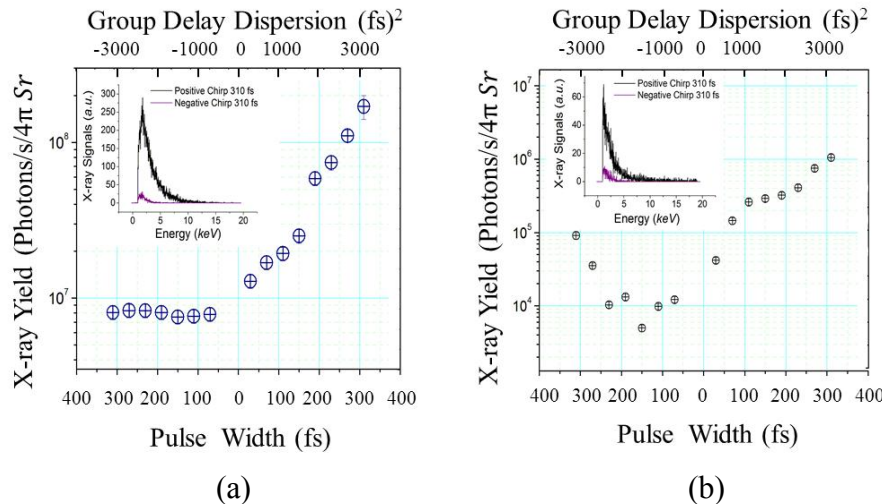 Group Delay Dispersion (fs)²
-3000 -1000 0 1000 3000
X-ray Yield (Photons/s/4π Sr
10⁸
10⁷
X-ray Signals (a.u.)
300
250
200
150
100
50
0
Positive Chirp 310 fs
Negative Chirp 310 fs
0 5 10 15 20
Energy (keV)
400 300 200 100 0 100 200 300 400
Pulse Width (fs)
(a)
Group Delay Dispersion (fs)²
-3000 -1000 0 1000 3000
X-ray Yield (Photons/s/4π Sr
10⁷
10⁶
10⁵
10⁴
X-ray Signals (a.u.)
60
40
20
0
Positive Chirp 310 fs
Negative Chirp 310 fs
0 5 10 15 20
Energy (keV)
400 300 200 100 0 100 200 300 400
Pulse Width (fs)
(b)